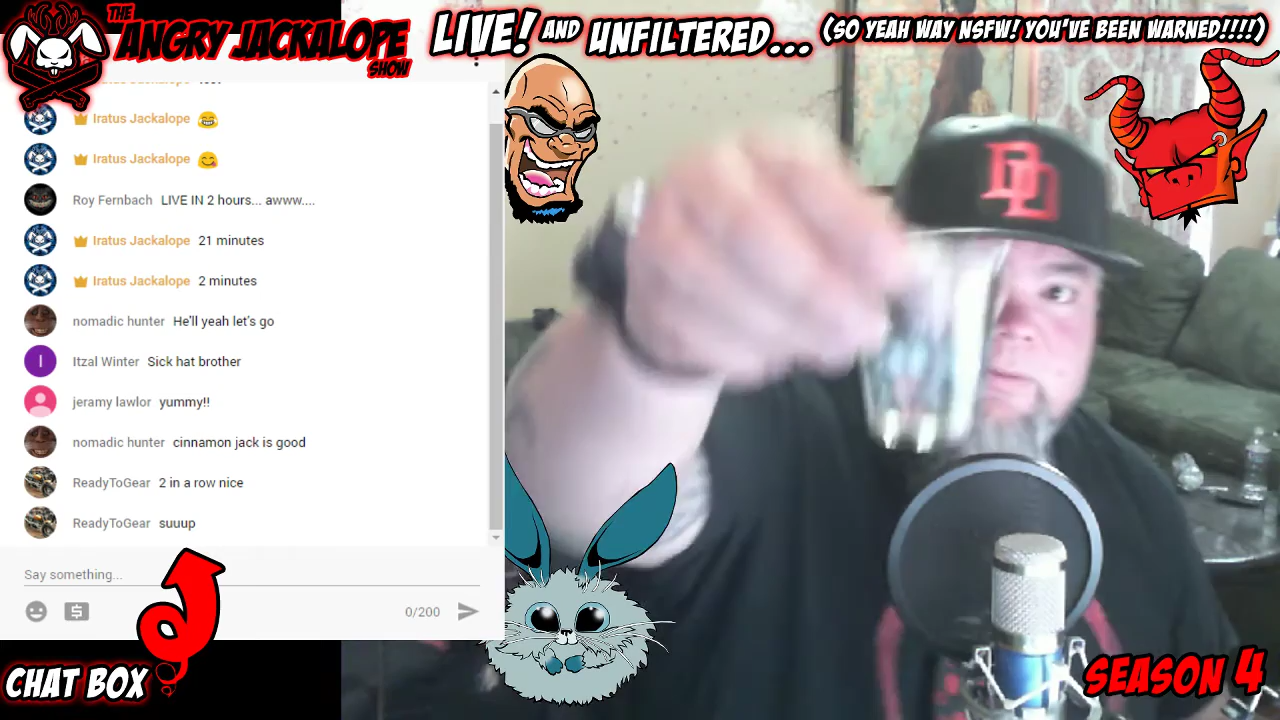 THE
ANGRY JACKALOPE
SHOW
LIVE! AND UNFILTERED... (SO YEAH WAY NSFW! YOU'VE BEEN WARNED!!!!)
Iratus Jackalope
Iratus Jackalope
Iratus Jackalope
Roy Fernbach LIVE IN 2 hours... awww....
Iratus Jackalope 21 minutes
Iratus Jackalope 2 minutes
nomadic hunter He'll yeah let's go
I Itzal Winter Sick hat brother
jeramy lawlor yummy!!
nomadic hunter cinnamon jack is good
ReadyToGear 2 in a row nice
ReadyToGear suuup
Say something...
0/200
CHAT BOX
SEASON 4